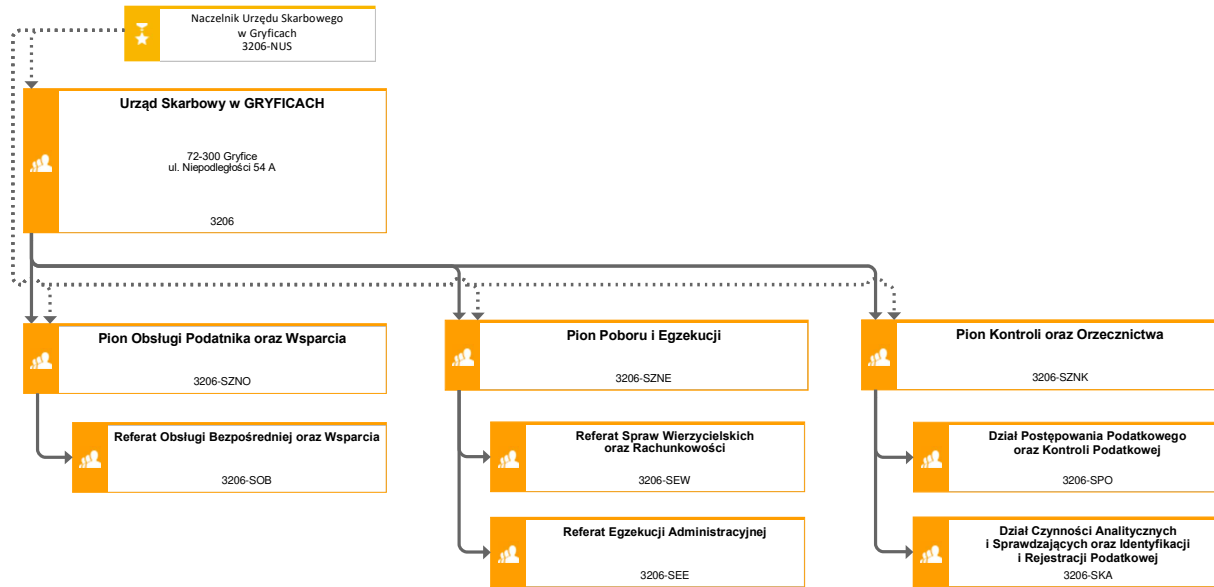 Naczelnik Urzędu Skarbowego
w Gryficach
3206-NUS
Urząd Skarbowy w GRYFICACH
72-300 Gryfice
ul. Niepodległości 54 A
3206
Pion Obsługi Podatnika oraz Wsparcia
3206-SZNO
Pion Poboru i Egzekucji
3206-SZNE
Pion Kontroli oraz Orzecznictwa
3206-SZNK
Referat Obsługi Bezpośredniej oraz Wsparcia
3206-SOB
Referat Spraw Wierzycielskich
oraz Rachunkowości
3206-SEW
Dział Postępowania Podatkowego
oraz Kontroli Podatkowej
3206-SPO
Referat Egzekucji Administracyjnej
3206-SEE
Dział Czynności Analitycznych
i Sprawdzających oraz Identyfikacji
i Rejestracji Podatkowej
3206-SKA